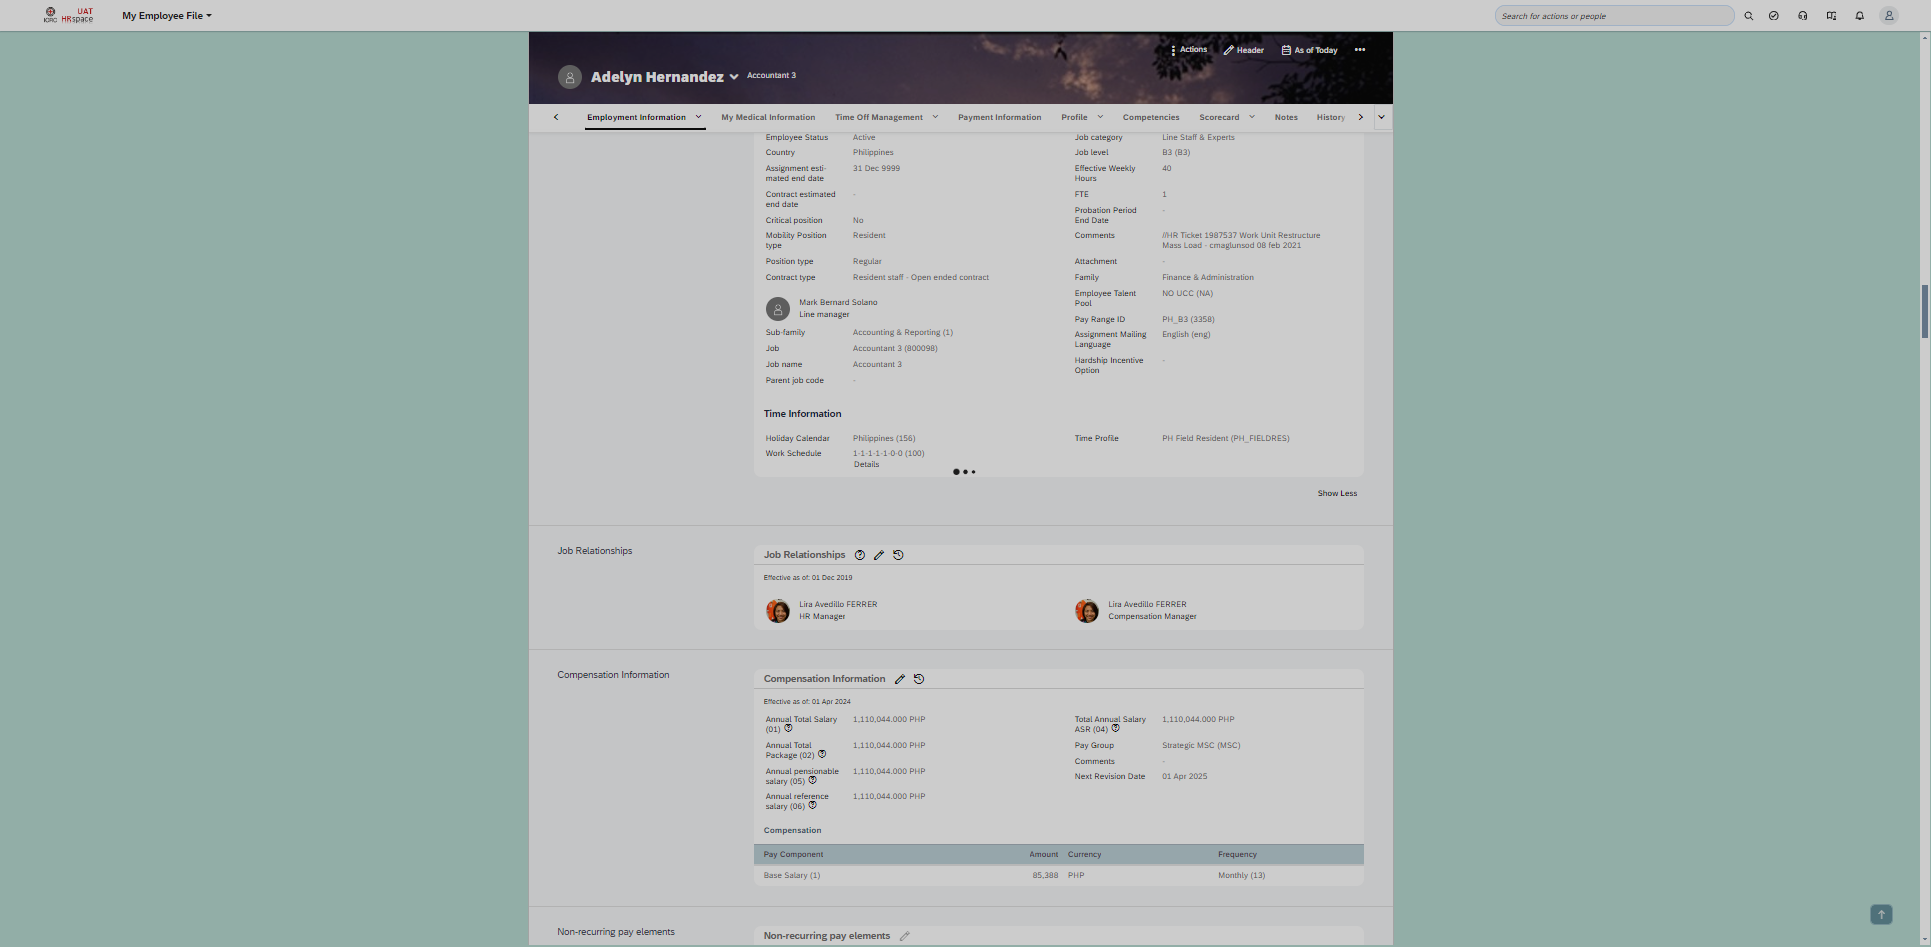 ICRC
UAT
HRspace
My Employee File
Search for actions or people
Actions
Header
As of Today
Adelyn Hernandez
Accountant 3
Employment Information
My Medical Information
Time Off Management
Payment Information
Profile
Competencies
Scorecard
Notes
History
Employee Status Active
Country Philippines
Assignment esti-
mated end date 31 Dec 9999
Contract estimated
end date -
Critical position No
Mobility Position
type Resident
Position type Regular
Contract type Resident staff - Open ended contract
Mark Bernard Solano
Line manager
Sub-family Accounting & Reporting (1)
Job Accountant 3 (800098)
Job name Accountant 3
Parent job code -
Job category Line Staff & Experts
Job level B3 (B3)
Effective Weekly
Hours 40
FTE 1
Probation Period
End Date -
Comments //HR Ticket 1987537 Work Unit Restructure
Mass Load - cmaglunsod 08 feb 2021
Attachment -
Family Finance & Administration
Employee Talent
Pool NO UCC (NA)
Pay Range ID PH_B3 (3358)
Assignment Mailing
Language English (eng)
Hardship Incentive
Option -
Time Information
Holiday Calendar Philippines (156)
Work Schedule 1-1-1-1-1-0-0 (100)
Details
Time Profile PH Field Resident (PH_FIELDRES)
Show Less
Job Relationships
Job Relationships
Effective as of: 01 Dec 2019
Lira Avedillo FERRER
HR Manager
Lira Avedillo FERRER
Compensation Manager
Compensation Information
Compensation Information
Effective as of: 01 Apr 2024
Annual Total Salary
(01) 1,110,044.000 PHP
Annual Total
Package (02) 1,110,044.000 PHP
Annual pensionable
salary (05) 1,110,044.000 PHP
Annual reference
salary (06) 1,110,044.000 PHP
Total Annual Salary
ASR (04) 1,110,044.000 PHP
Pay Group Strategic MSC (MSC)
Comments -
Next Revision Date 01 Apr 2025
Compensation
Pay Component Amount Currency Frequency
Base Salary (1) 85,388 PHP Monthly (13)
Non-recurring pay elements
Non-recurring pay elements